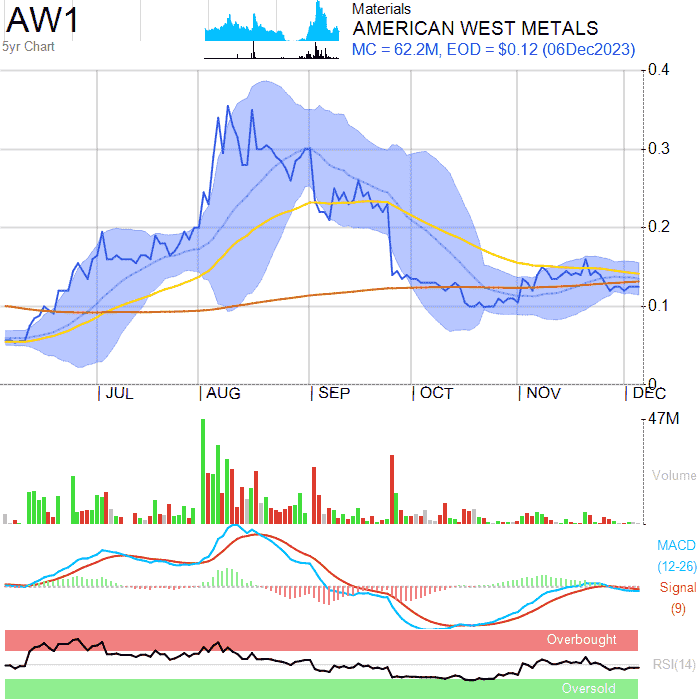 AW1
5yr Chart
Materials
AMERICAN WEST METALS
MC = 62.2M, EOD = $0.12 (06Dec2023)
0.4
0.3
0.2
0.1
0
JUL
AUG
SEP
OCT
NOV
DEC
47M
Volume
MACD
(12-26)
Signal
(9)
Overbought
RSI(14)
Oversold